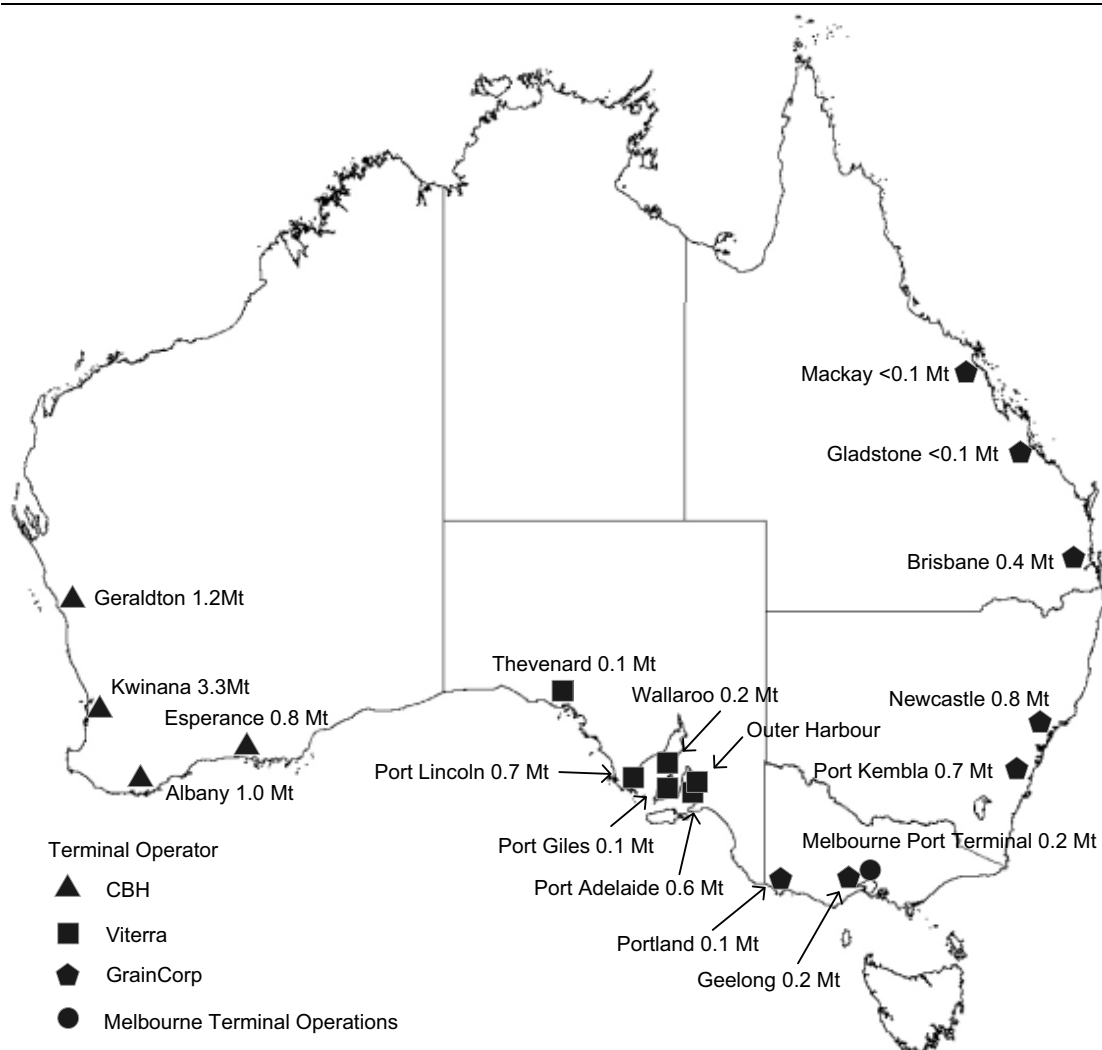 Mackay <0.1 Mt
Gladstone <0.1 Mt
Brisbane 0.4 Mt
Geraldton 1.2Mt
Thevenard 0.1 Mt
Kwinana 3.3Mt
Wallaroo 0.2 Mt
Newcastle 0.8 Mt
Esperance 0.8 Mt
Outer Harbour
Port Lincoln 0.7 Mt
Port Kembla 0.7 Mt
Albany 1.0 Mt
Melbourne Port Terminal 0.2 Mt
Port Giles 0.1 Mt
Port Adelaide 0.6 Mt
Portland 0.1 Mt
Geelong 0.2 Mt
Terminal Operator
CBH
Viterra
GrainCorp
Melbourne Terminal Operations